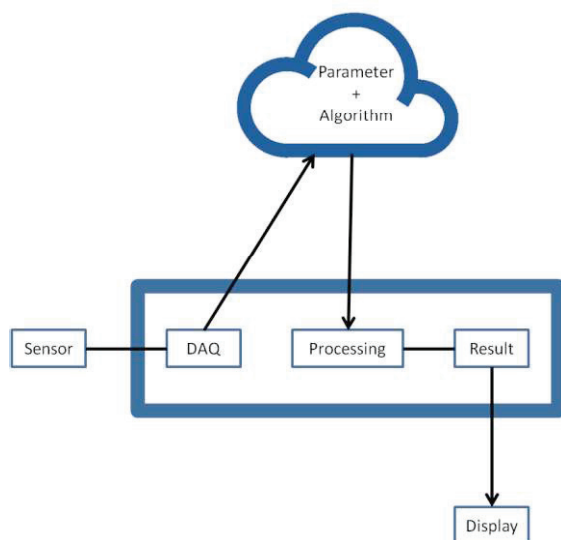 Parameter
+
Algorithm
Sensor
DAQ
Processing
Result
Display